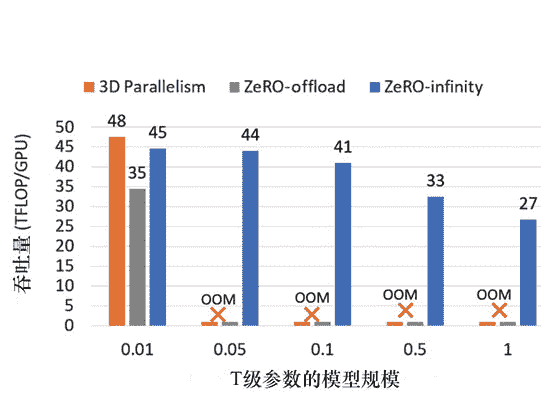 3D Parallelism ZeRO-offload ZeRO-infinity
吞吐量 (TFLOP/GPU)
50
45
40
35
30
25
20
15
10
5
0
48
35
45
OOM
44
OOM
41
OOM
33
OOM
27
0.01 0.05 0.1 0.5 1
T级参数的模型规模